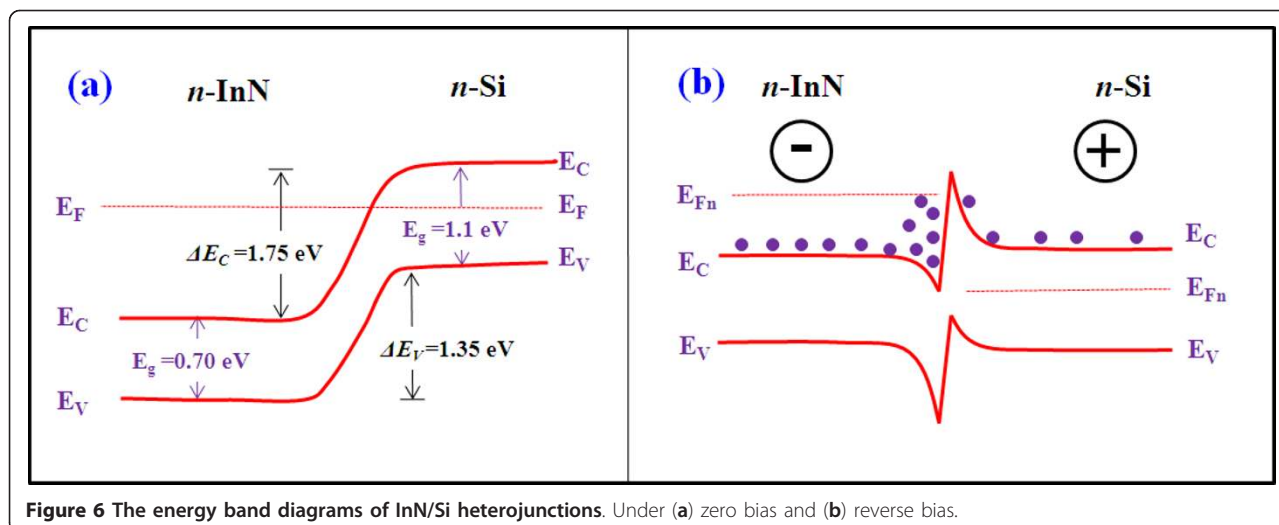 (a)
n-InN
n-Si
E_C
E_F
E_F
E_g =1.1 eV
ΔE_C= 1.75 eV
E_V
E_C
E_g =0.70 eV
ΔE_V=1.35 eV
E_V
(b)
n-InN
n-Si
-
+
E_Fn
E_C
E_C
E_Fn
E_V
E_V
Figure 6 The energy band diagrams of InN/Si heterojunctions. Under (a) zero bias and (b) reverse bias.